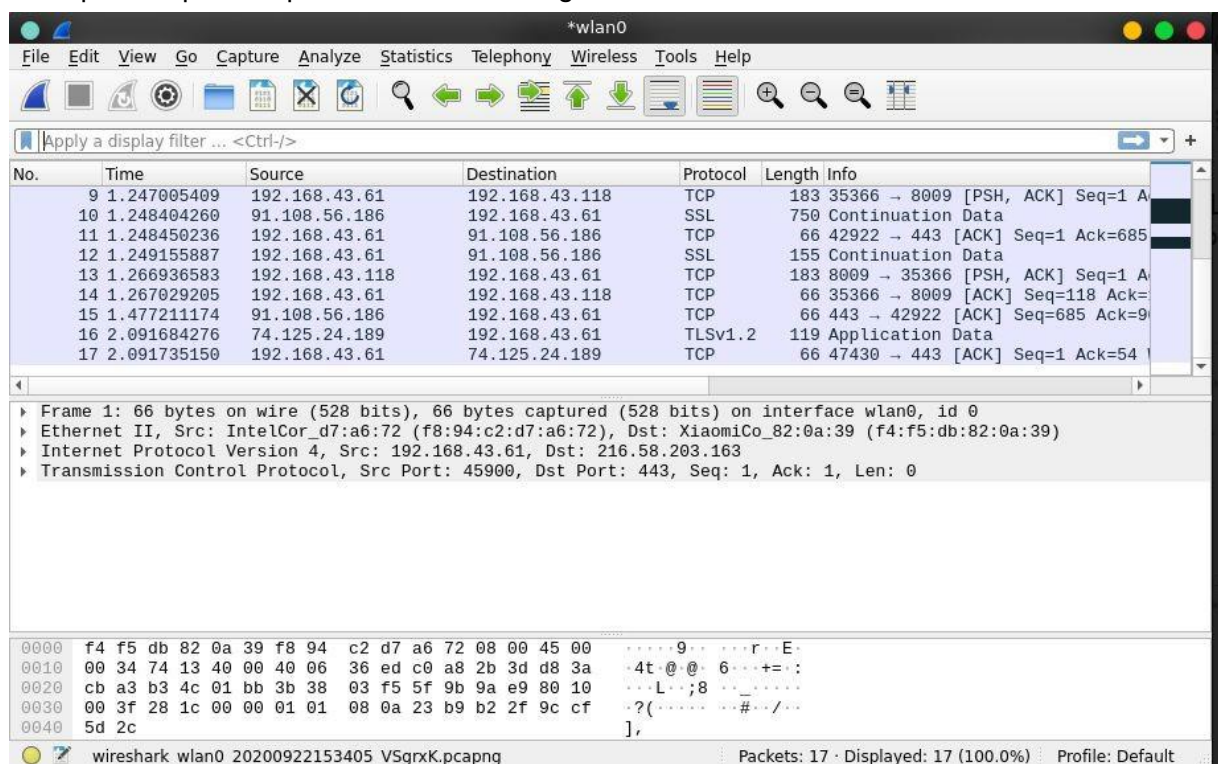 *wlan0
File Edit View Go Capture Analyze Statistics Telephony Wireless Tools Help
Apply a display filter ... <Ctrl-/>
No. Time Source Destination Protocol Length Info
9 1.247005409 192.168.43.61 192.168.43.118 TCP 183 35366 → 8009 [PSH, ACK] Seq=1
10 1.248404260 91.108.56.186 192.168.43.61 SSL 750 Continuation Data
11 1.248450236 192.168.43.61 91.108.56.186 TCP 66 42922 → 443 [ACK] Seq=1 Ack=685
12 1.249155887 192.168.43.61 91.108.56.186 SSL 155 Continuation Data
13 1.266936583 192.168.43.118 192.168.43.61 TCP 183 8009 → 35366 [PSH, ACK] Seq=1
14 1.267029205 192.168.43.61 192.168.43.118 TCP 66 35366 → 8009 [ACK] Seq=118 Ack=
15 1.477211174 91.108.56.186 192.168.43.61 TCP 66 443 → 42922 [ACK] Seq=685
16 2.091684276 74.125.24.189 192.168.43.61 TLSv1.2 119 Application Data
17 2.091735150 192.168.43.61 74.125.24.189 TCP 66 47430 → 443 [ACK] Seq=1 Ack=54
Frame 1: 66 bytes on wire (528 bits), 66 bytes captured (528 bits) on interface wlan0, id 0
Ethernet II, Src: IntelCor_d7:a6:72 (f8:94:c2:d7:a6:72), Dst: XiaomiCo_82:0a:39 (f4:f5:db:82:0a:39)
Internet Protocol Version 4, Src: 192.168.43.61, Dst: 216.58.203.163
Transmission Control Protocol, Src Port: 45900, Dst Port: 443, Seq: 1, Ack: 1, Len: 0
0000 f4 f5 db 82 0a 39 f8 94 c2 d7 a6 72 08 00 45 00 ·····9·· ···r··E·
0010 00 34 74 13 40 00 40 06 36 ed c0 a8 2b 3d d8 3a ·4t·@·@· 6···+=·:
0020 cb a3 b3 4c 01 bb 3b 38 03 f5 5f 9b 9a e9 80 10 ···L··;8 ··_·····
0030 00 3f 28 1c 00 00 01 01 08 0a 23 b9 b2 2f 9c cf ·?(····· ··#··/··
0040 5d 2c ],
wireshark_wlan0_20200922153405_VSgrxK.pcapng Packets: 17 · Displayed: 17 (100.0%) Profile: Default